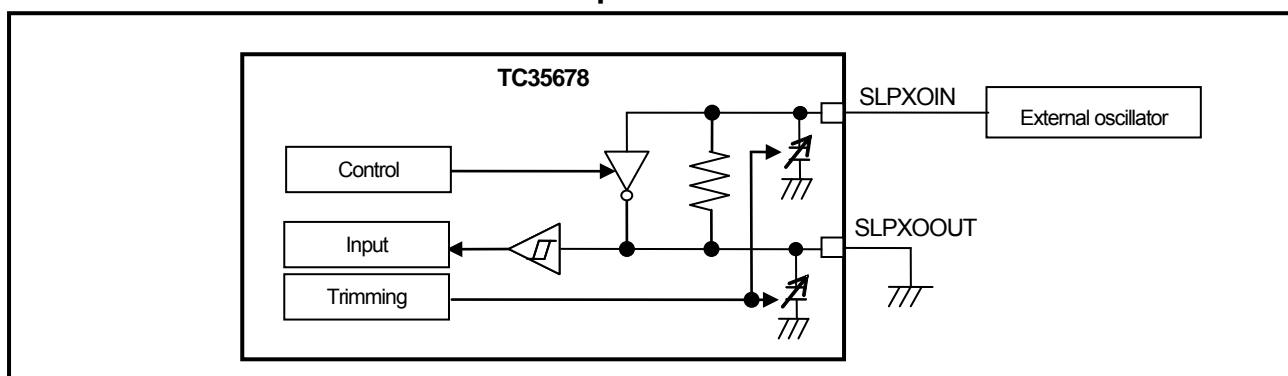 TC35678
SLPXOIN
External oscillator
Control
SLPXOOUT
Input
Trimming